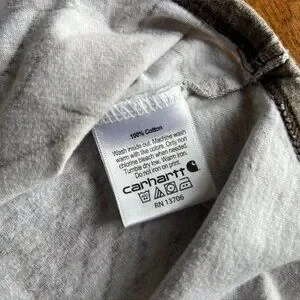 100% Cotton
Wash inside out. Machine wash
warm with like colors. Only non
chlorine bleach when needed.
Tumble dry low. Warm iron.
Do not iron on print.
carhartt
RN 13706